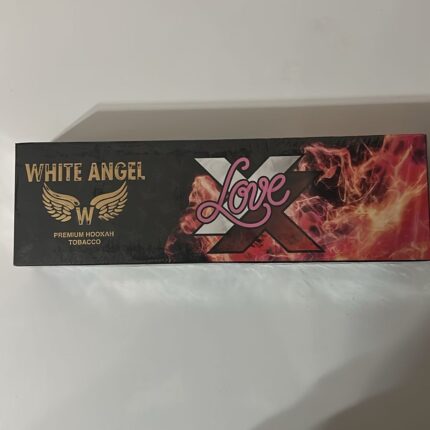 WHITE ANGEL
W
PREMIUM HOOKAH
TOBACCO
Love
X